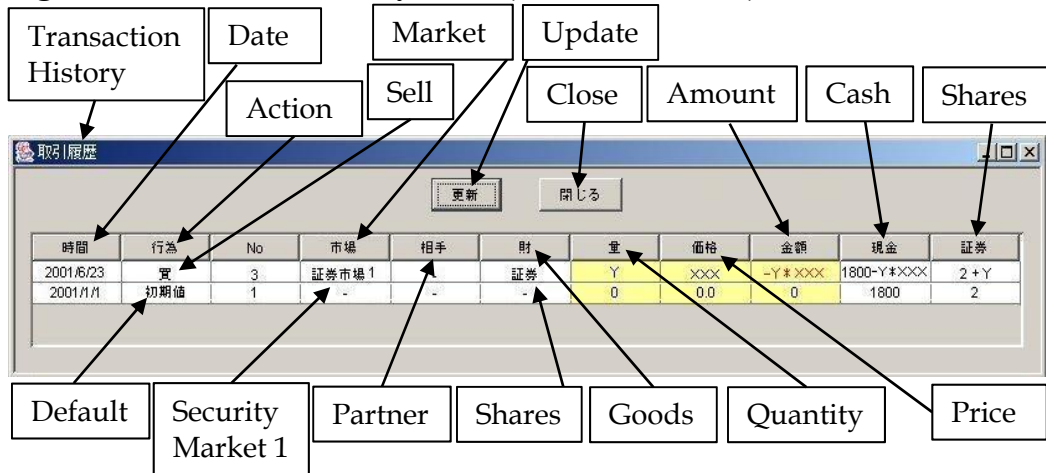 Transaction History
Date
Market
Update
Action
Sell
Close
Amount
Cash
Shares
取引履歴
更新 閉じる
時間 行為 No 市場 相手 財 量 価格 金額 現金 証券
2001/6/23 買 3 証券市場1 - 証券 Y XXX -Y*XXX 1800-Y*XXX 2+Y
2001/1/1 初期値 1 - - - 0 0.0 0 1800 2
Default
Security Market 1
Partner
Shares
Goods
Quantity
Price